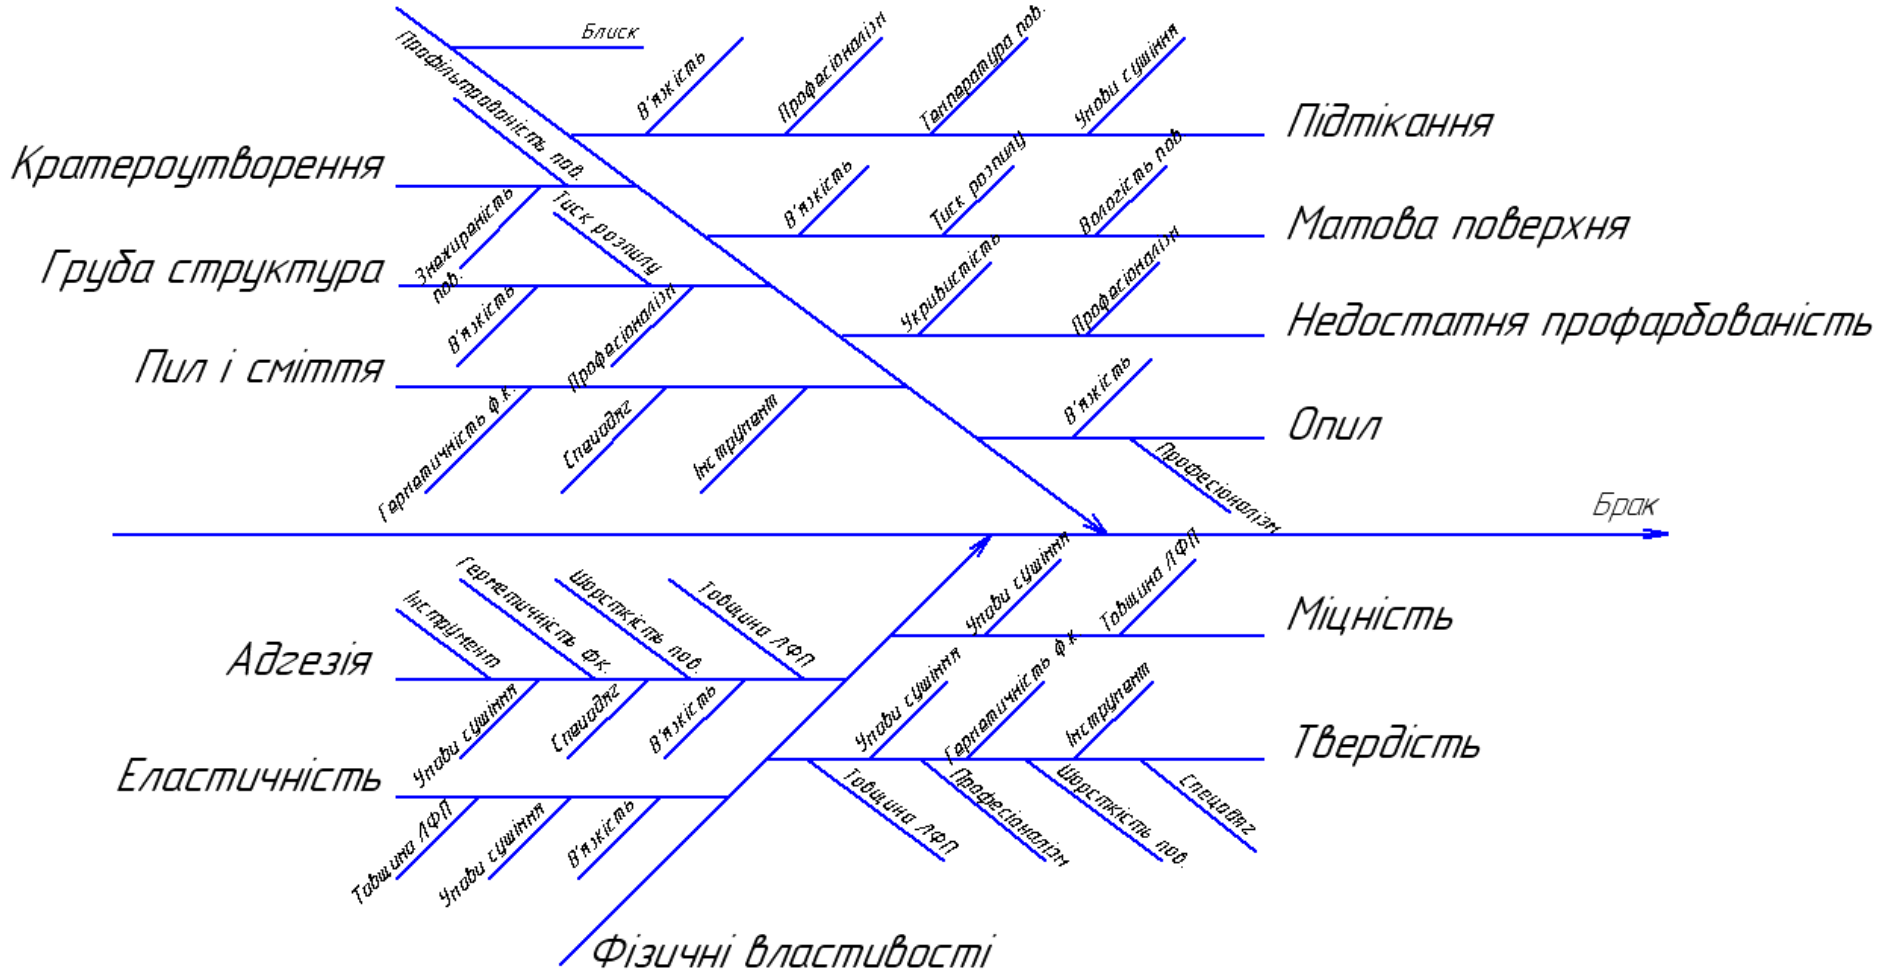 Блиск
Профільтрованість пов.
В'язкість
Професіоналізм
Температура пов.
Умови сушіння
Підтікання
Кратероутворення
Знежиреність
пов.
Тиск розпилу
В'язкість
Тиск розпилу
Вологість пов
Матова поверхня
Груба структура
В'язкість
Професіоналізм
Укривистість
Професіоналізм
Недостатня профарбованість
Пил і сміття
Герметичність ф.к.
Спецодяг
Інструмент
В'язкість
Професіоналізм
Опил
Брак
Інструмент
Герметичність ф.к.
Шорсткість пов.
Товщина ЛФП
Умови сушіння
Товщина ЛФП
Міцність
Адгезія
Умови сушіння
Спецодяг
В'язкість
Умови сушіння
Герметичність ф.к
Інструмент
Твердість
Еластичність
Товщина ЛФП
Умови сушіння
В'язкість
Товщина ЛФП
Професіоналізм
Шорсткість пов.
Спецодяг
Фізичні властивості